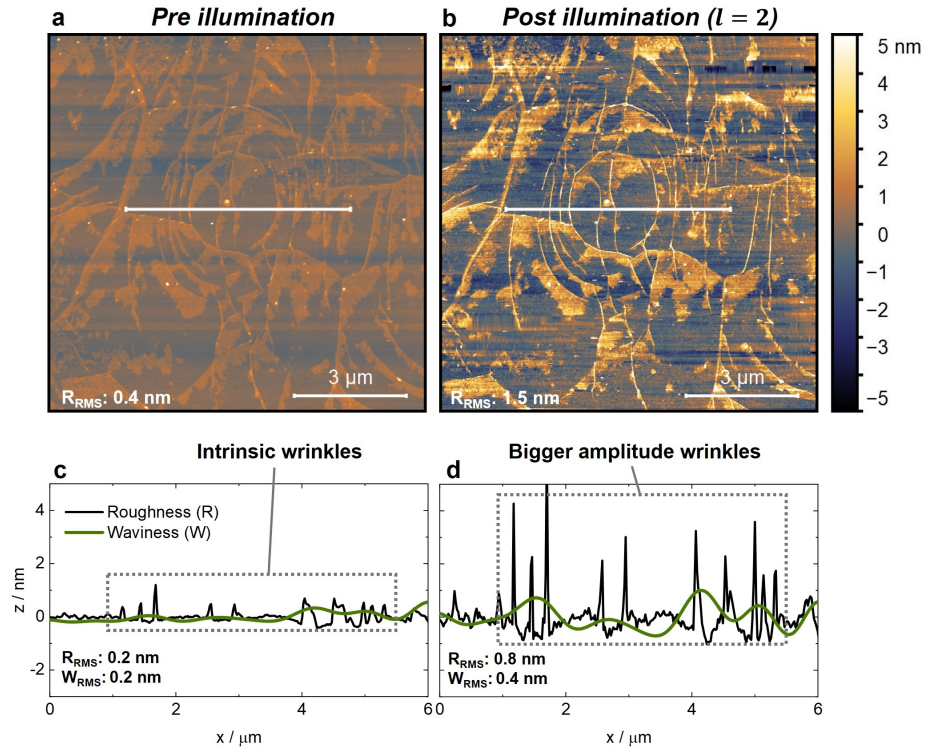 a Pre illumination
b Post illumination (l = 2)
5 nm
4
3
2
1
0
−1
−2
−3
−4
−5
3 μm
R_RMS: 0.4 nm
3 μm
R_RMS: 1.5 nm
Intrinsic wrinkles
Bigger amplitude wrinkles
c
d
Roughness (R)
Waviness (W)
z / nm
4
2
0
-2
R_RMS: 0.2 nm
W_RMS: 0.2 nm
R_RMS: 0.8 nm
W_RMS: 0.4 nm
0 2 4 6
0 2 4 6
x / μm
x / μm